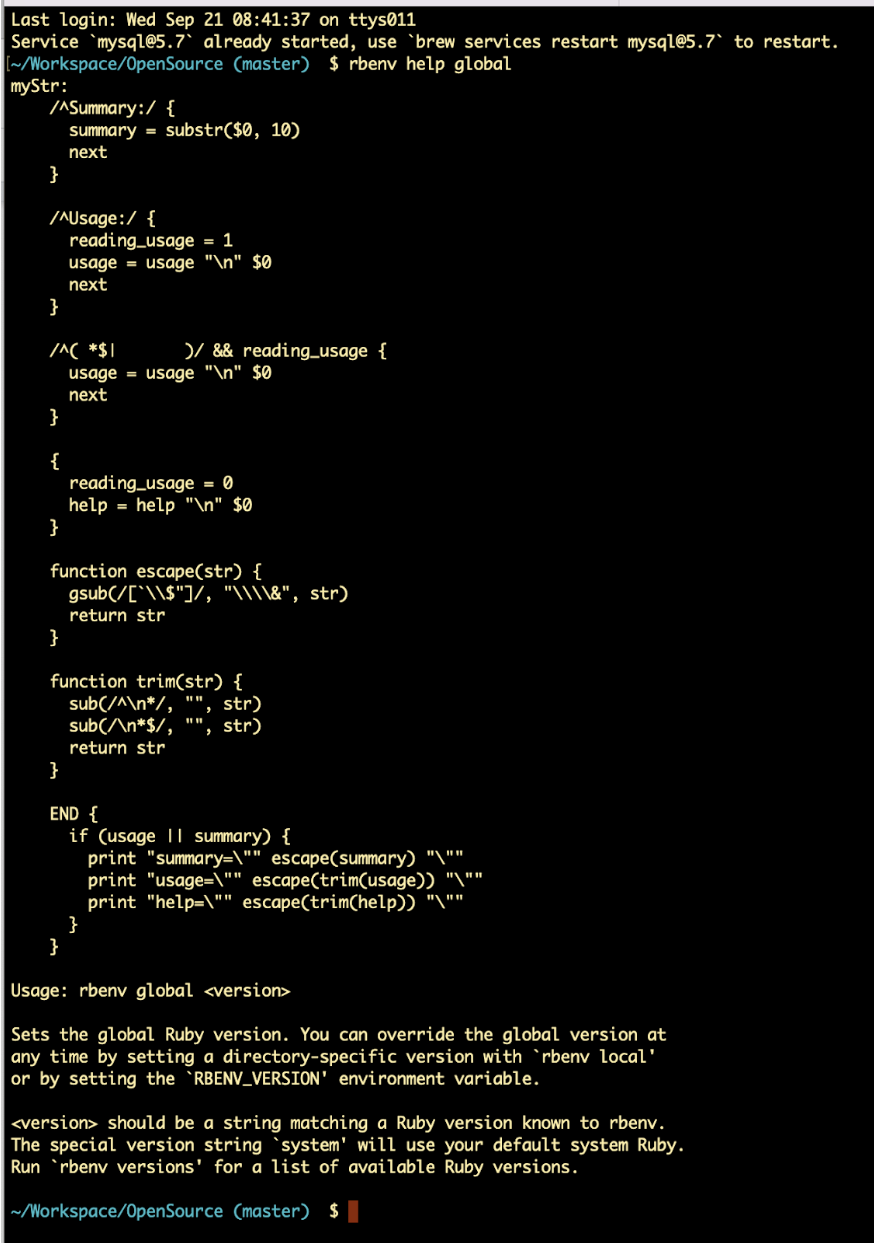 Last login: Wed Sep 21 08:41:37 on ttys011
Service `mysql@5.7` already started, use `brew services restart mysql@5.7` to restart.
[~/Workspace/OpenSource (master)  $ rbenv help global
myStr:
    /^Summary:/ {
      summary = substr($0, 10)
      next
    }

    /^Usage:/ {
      reading_usage = 1
      usage = usage "\n" $0
      next
    }

    /^( *$|       )/ && reading_usage {
      usage = usage "\n" $0
      next
    }

    {
      reading_usage = 0
      help = help "\n" $0
    }

    function escape(str) {
      gsub(/[`\\$"]/, "\\\\&", str)
      return str
    }

    function trim(str) {
      sub(/^\n*/, "", str)
      sub(/\n*$/, "", str)
      return str
    }

    END {
      if (usage || summary) {
        print "summary=\"" escape(summary) "\""
        print "usage=\"" escape(trim(usage)) "\""
        print "help=\"" escape(trim(help)) "\""
      }
    }

Usage: rbenv global <version>

Sets the global Ruby version. You can override the global version at
any time by setting a directory-specific version with `rbenv local'
or by setting the `RBENV_VERSION' environment variable.

<version> should be a string matching a Ruby version known to rbenv.
The special version string `system' will use your default system Ruby.
Run `rbenv versions' for a list of available Ruby versions.

~/Workspace/OpenSource (master)  $